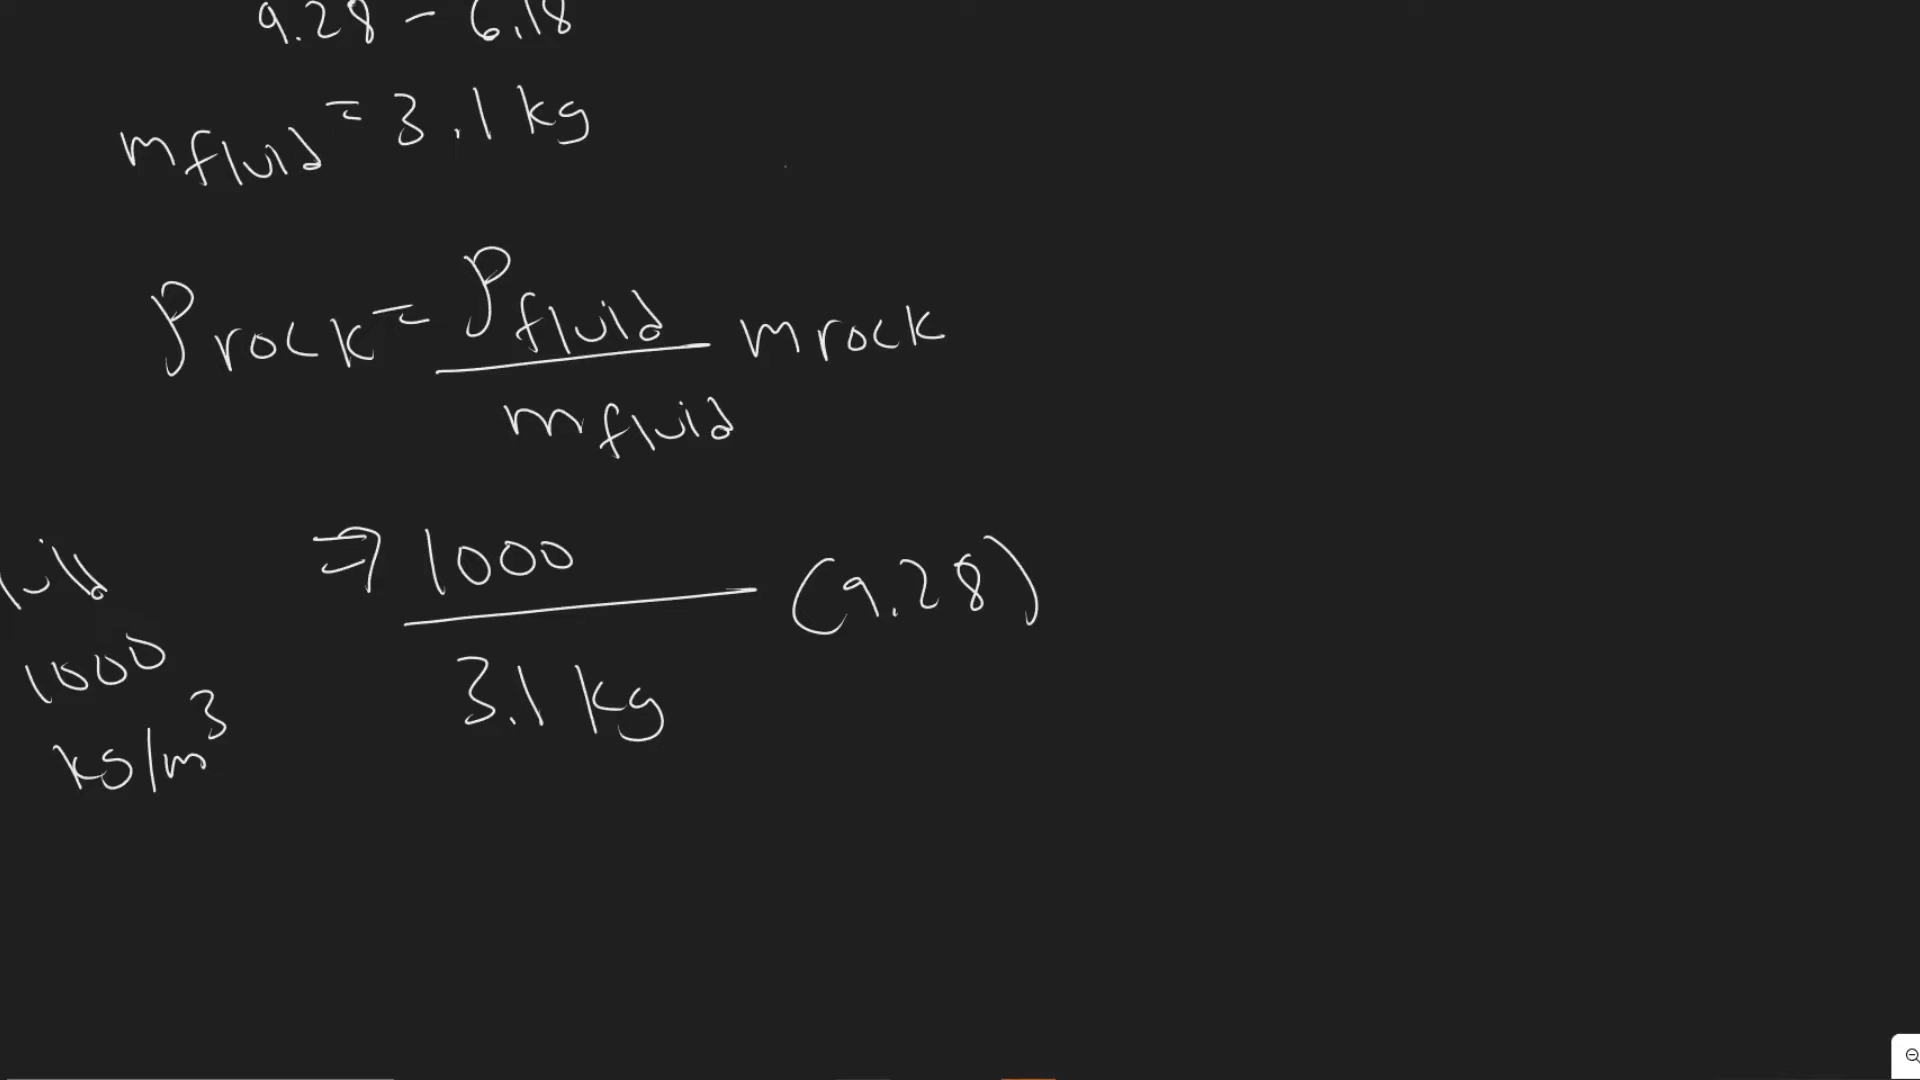 9.28 - 6.18
mfluid = 3.1 kg
ρrock = ρfluid/mfluid mrock
⇒ 1000/3.1 kg (9.28)
1000
kg/m³